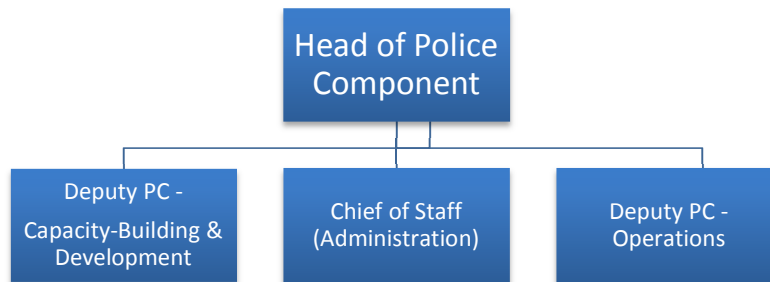 Head of Police
Component
Deputy PC -
Capacity-Building &
Development
Chief of Staff
(Administration)
Deputy PC -
Operations